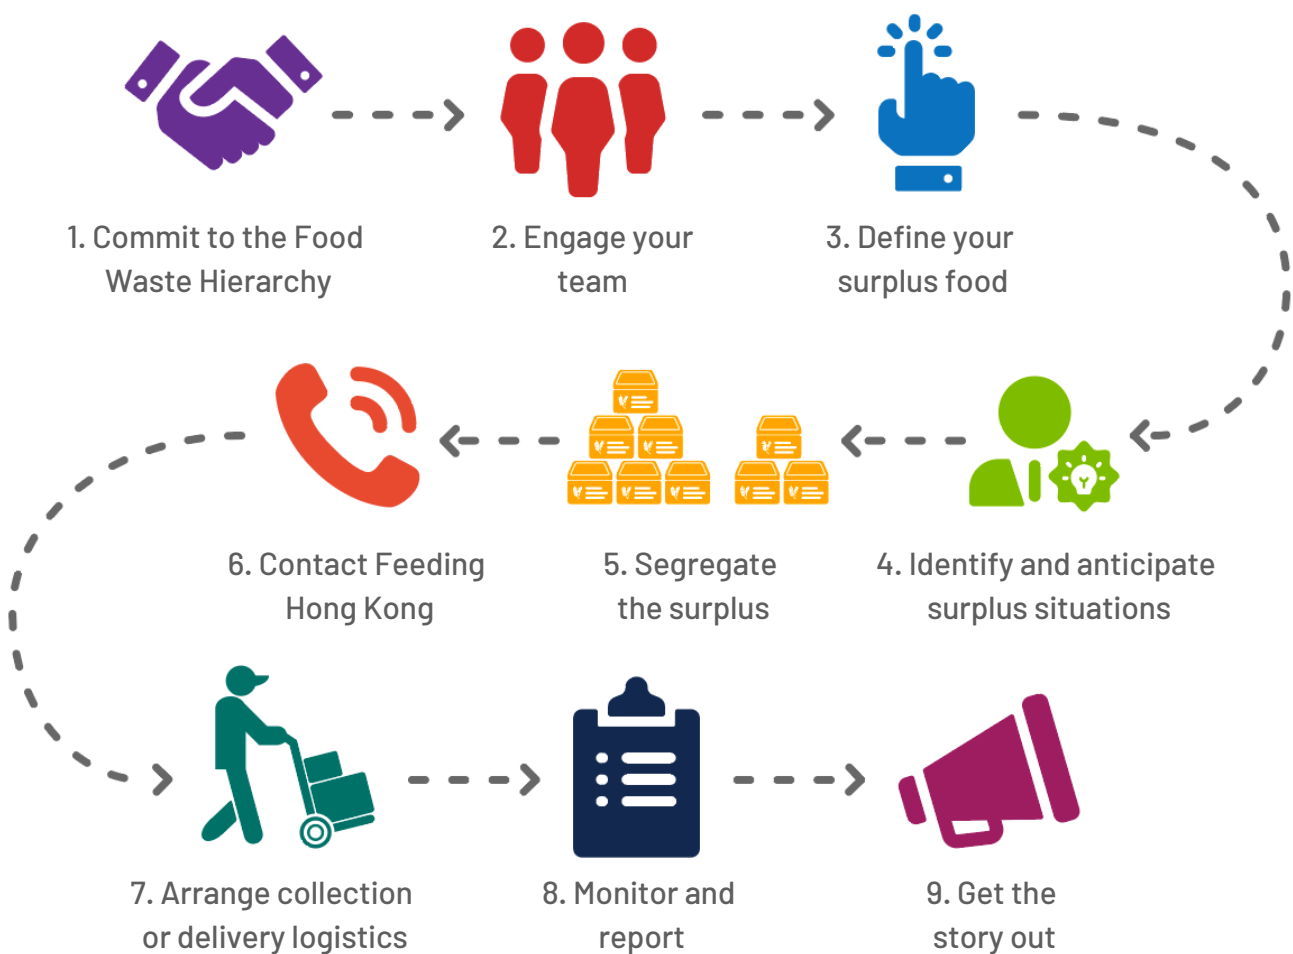 1. Commit to the Food
Waste Hierarchy
2. Engage your
team
3. Define your
surplus food
4. Identify and anticipate
surplus situations
5. Segregate
the surplus
6. Contact Feeding
Hong Kong
7. Arrange collection
or delivery logistics
8. Monitor and
report
9. Get the
story out